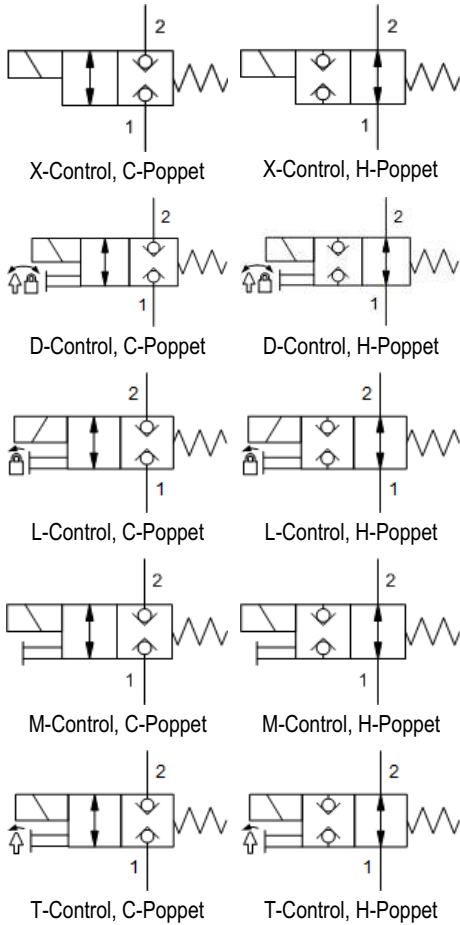 2
2
1
1
X-Control, C-Poppet
X-Control, H-Poppet
2
2
1
1
D-Control, C-Poppet
D-Control, H-Poppet
2
2
1
1
L-Control, C-Poppet
L-Control, H-Poppet
2
2
1
1
M-Control, C-Poppet
M-Control, H-Poppet
2
2
1
1
T-Control, C-Poppet
T-Control, H-Poppet